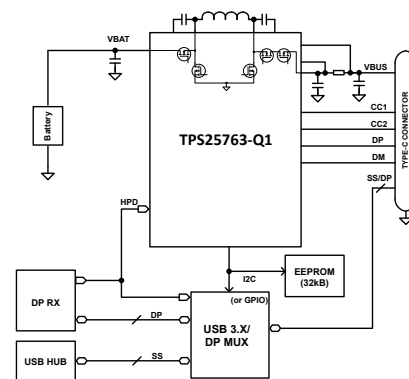 VBAT
VBUS
Battery
TPS25763-Q1
CC1
CC2
DP
DM
SS/DP
TYPE-C CONNECTOR
HPD
I2C
EEPROM
(32kB)
(or GPIO)
DP RX
DP
USB 3.X/
DP MUX
USB HUB
SS